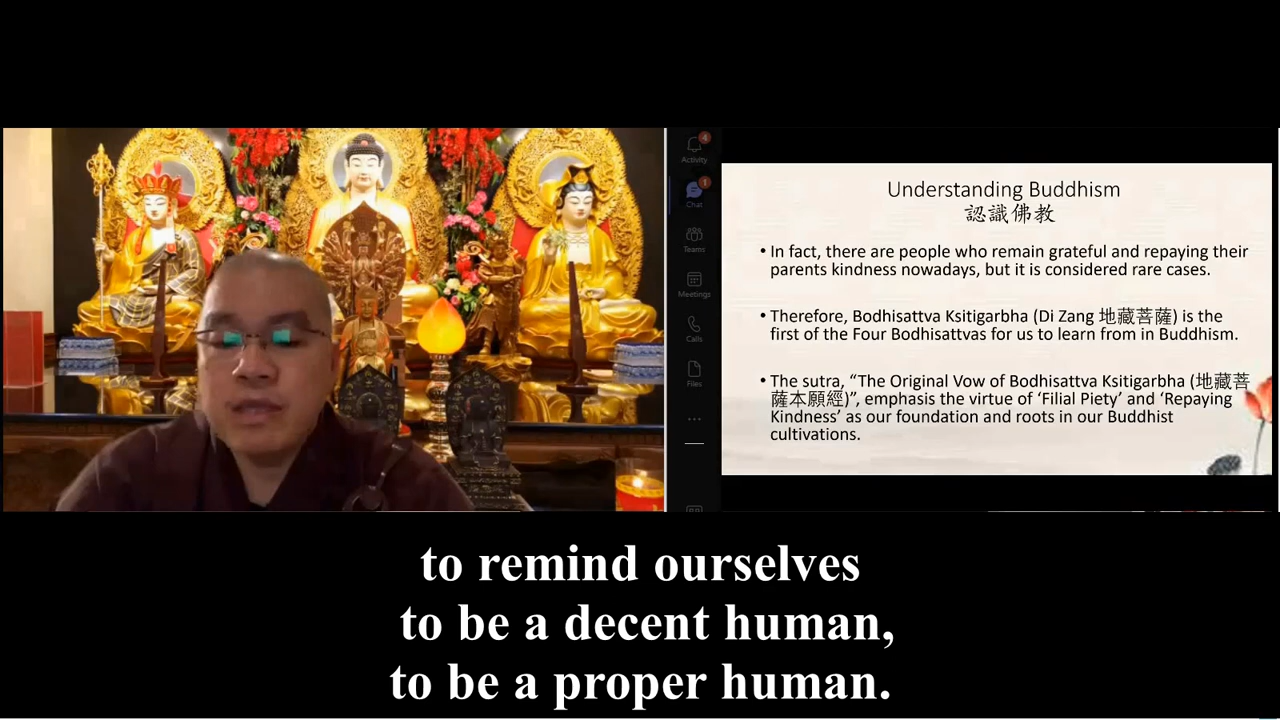 Activity
4
Chat
1
Teams
Meetings
Calls
Files
Understanding Buddhism
認識佛教
• In fact, there are people who remain grateful and repaying their
parents kindness nowadays, but it is considered rare cases.
• Therefore, Bodhisattva Ksitigarbha (Di Zang 地藏菩薩) is the
first of the Four Bodhisattvas for us to learn from in Buddhism.
• The sutra, “The Original Vow of Bodhisattva Ksitigarbha (地藏菩
薩本願經)”, emphasis the virtue of ‘Filial Piety’ and ‘Repaying
Kindness’ as our foundation and roots in our Buddhist
cultivations.
to remind ourselves
to be a decent human,
to be a proper human.